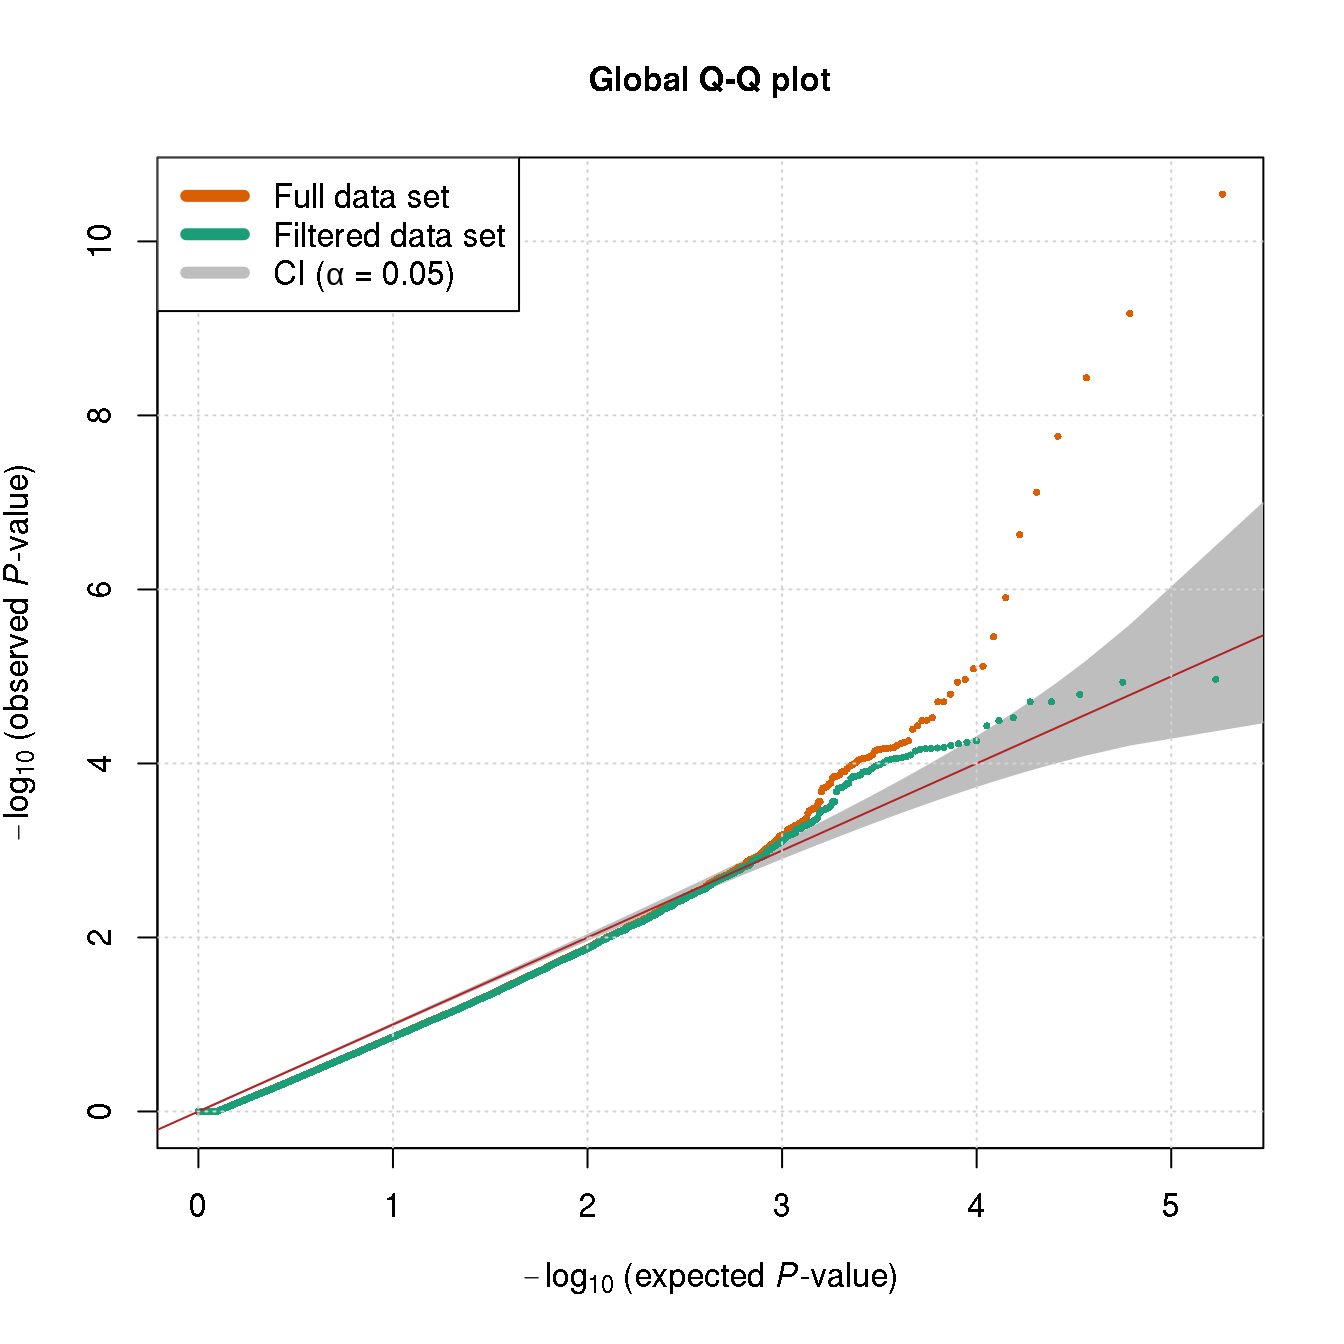 Global Q-Q plot
Full data set
Filtered data set
CI (α = 0.05)
10
8
6
4
2
0
−log10 (observed P-value)
0 1 2 3 4 5
−log10 (expected P-value)